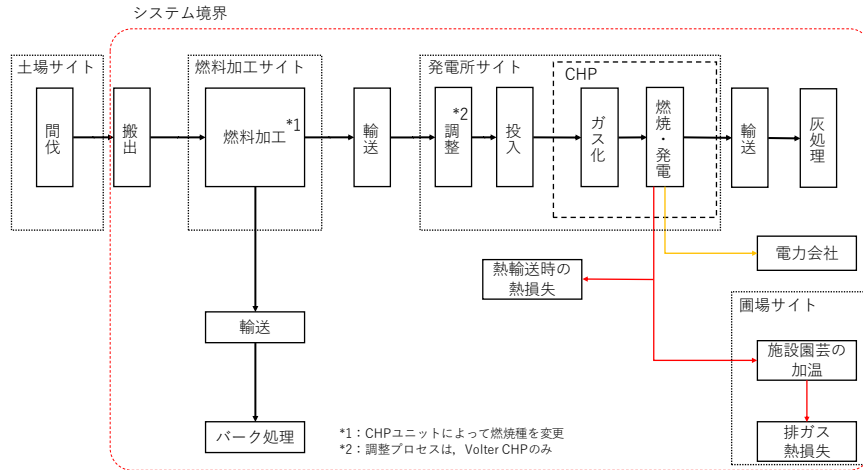 システム境界
土場サイト
燃料加工サイト
発電所サイト
CHP
間伐
搬出
燃料加工*1
輸送
*2
調整
投入
ガス化
燃焼・発電
輸送
灰処理
電力会社
熱輸送時の
熱損失
圃場サイト
輸送
施設園芸の
加温
バーク処理
*1：CHPユニットによって燃焼種を変更
*2：調整プロセスは，Volter CHPのみ
排ガス
熱損失